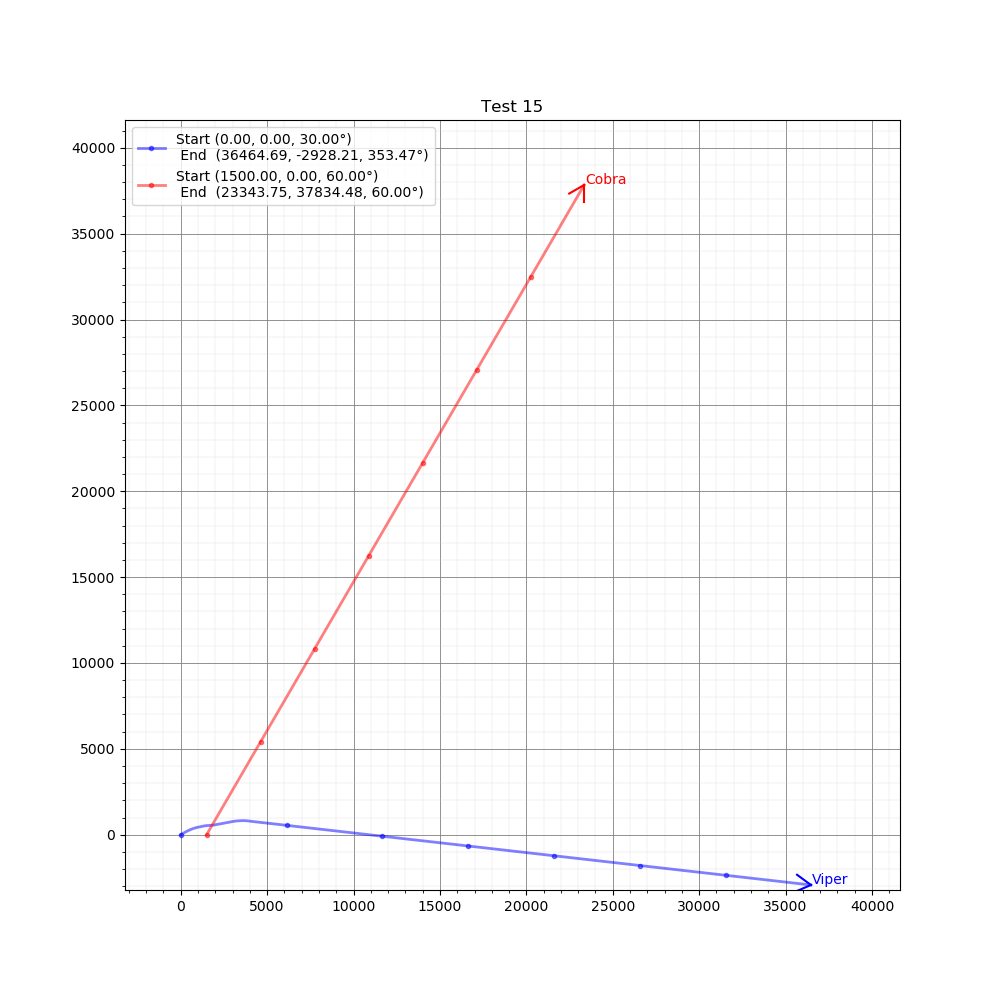 Test 15
Start (0.00, 0.00, 30.00°)
End (36464.69, -2928.21, 353.47°)
Start (1500.00, 0.00, 60.00°)
End (23343.75, 37834.48, 60.00°)
40000
35000
30000
25000
20000
15000
10000
5000
0
Cobra
Viper
0 5000 10000 15000 20000 25000 30000 35000 40000